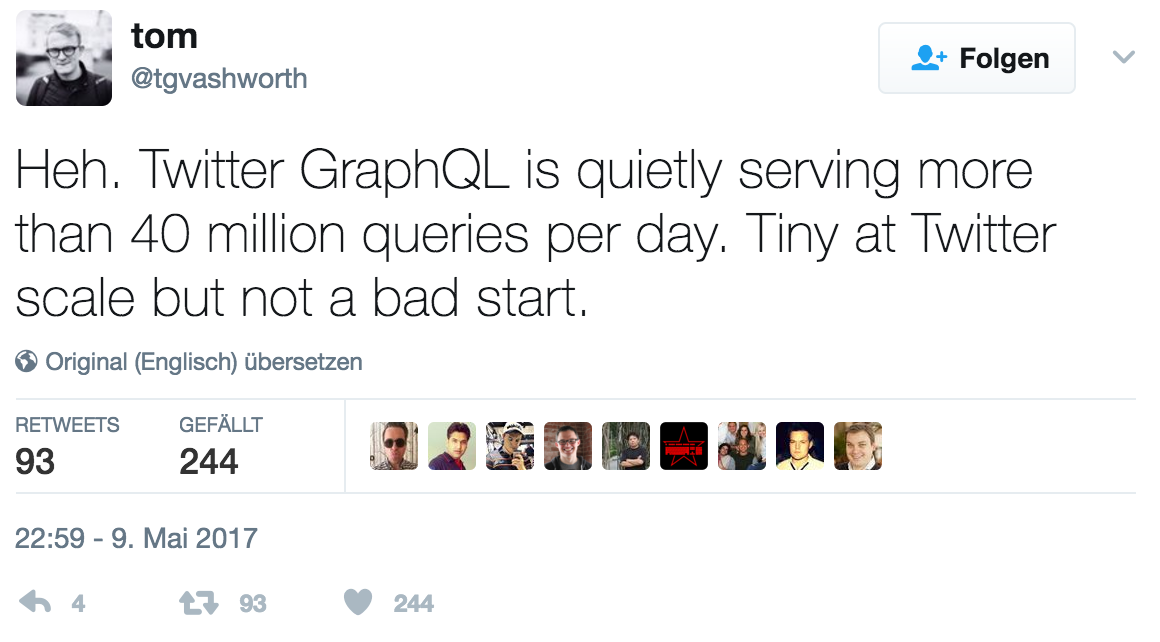 tom
@tgvashworth
Folgen
Heh. Twitter GraphQL is quietly serving more
than 40 million queries per day. Tiny at Twitter
scale but not a bad start.
Original (Englisch) übersetzen
RETWEETS GEFÄLLT
93 244
22:59 - 9. Mai 2017
4 93 244